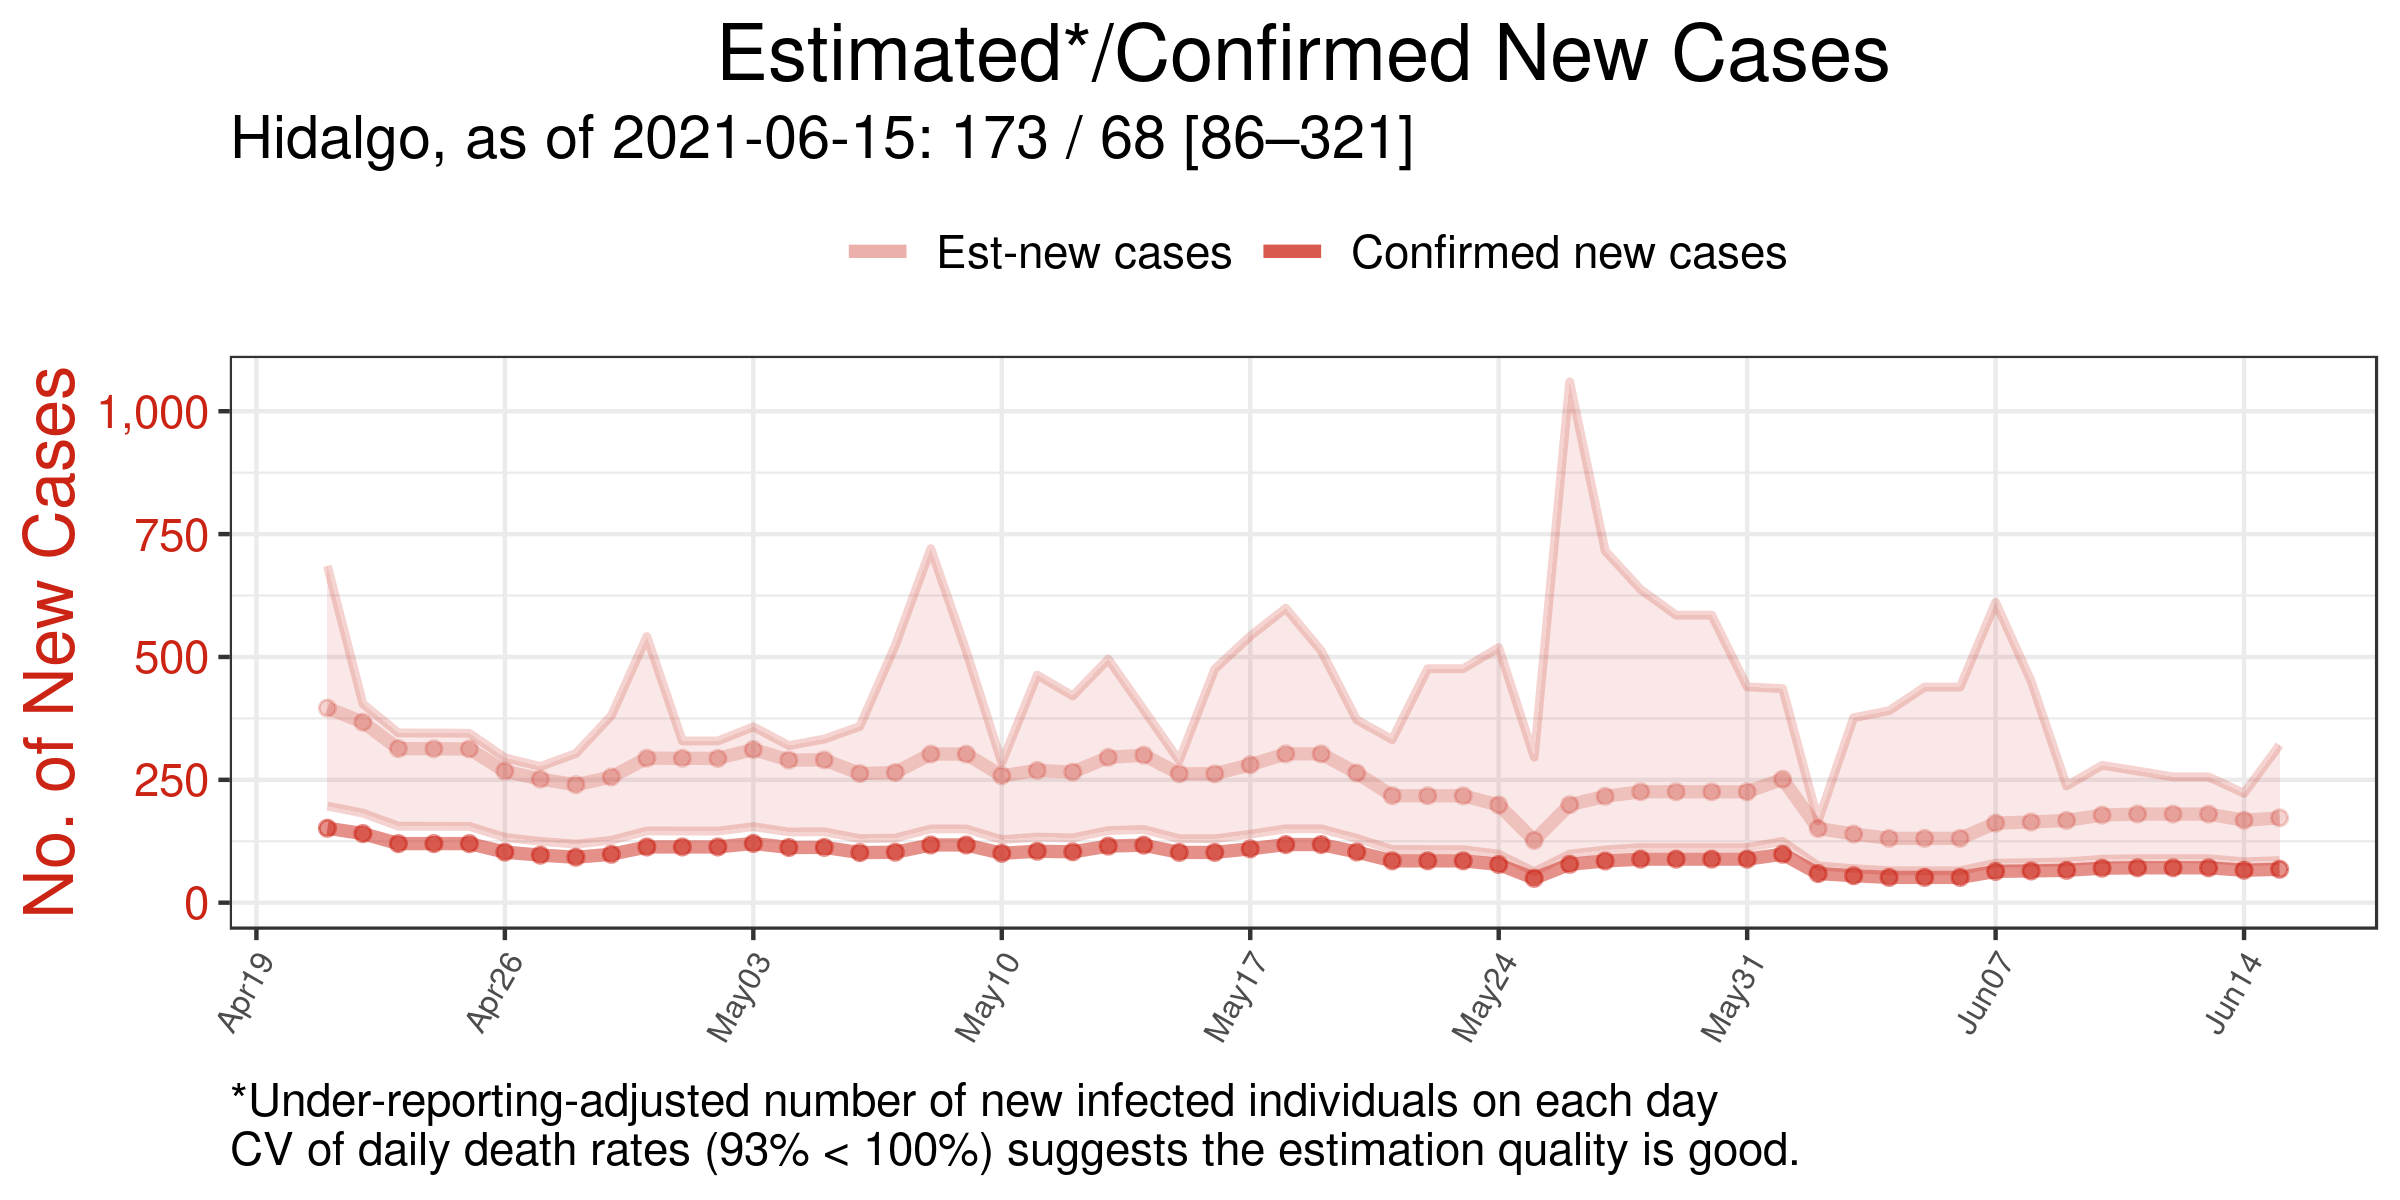 Estimated*/Confirmed New Cases
Hidalgo, as of 2021-06-15: 173 / 68 [86–321]
Est-new cases
Confirmed new cases
No. of New Cases
1,000
750
500
250
0
Apr19
Apr26
May03
May10
May17
May24
May31
Jun07
Jun14
*Under-reporting-adjusted number of new infected individuals on each day
CV of daily death rates (93% < 100%) suggests the estimation quality is good.